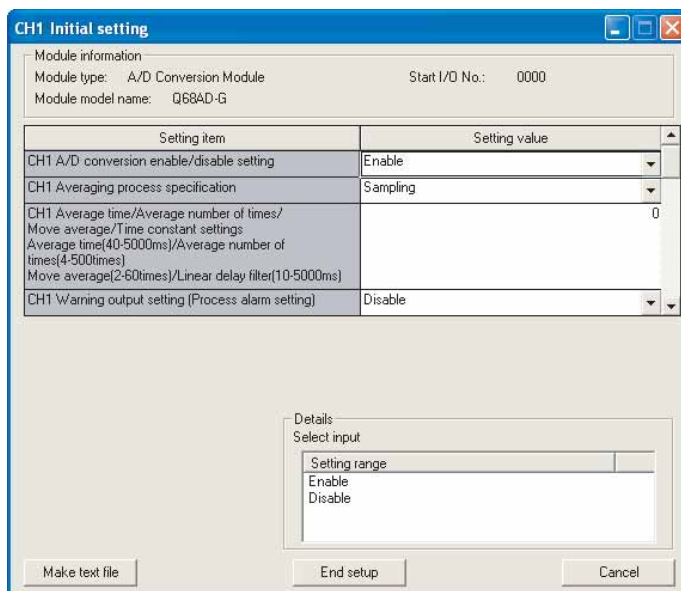 CH1 Initial setting
Module information
Module type: A/D Conversion Module Start I/O No.: 0000
Module model name: Q68AD-G
Setting item Setting value
CH1 A/D conversion enable/disable setting Enable
CH1 Averaging process specification Sampling
CH1 Average time/Average number of times/ 0
Move average/Time constant settings
Average time(40-5000ms)/Average number of
times(4-500times)
Move average(2-60times)/Linear delay filter(10-5000ms)
CH1 Warning output setting (Process alarm setting) Disable
Details
Select input
Setting range
Enable
Disable
Make text file End setup Cancel